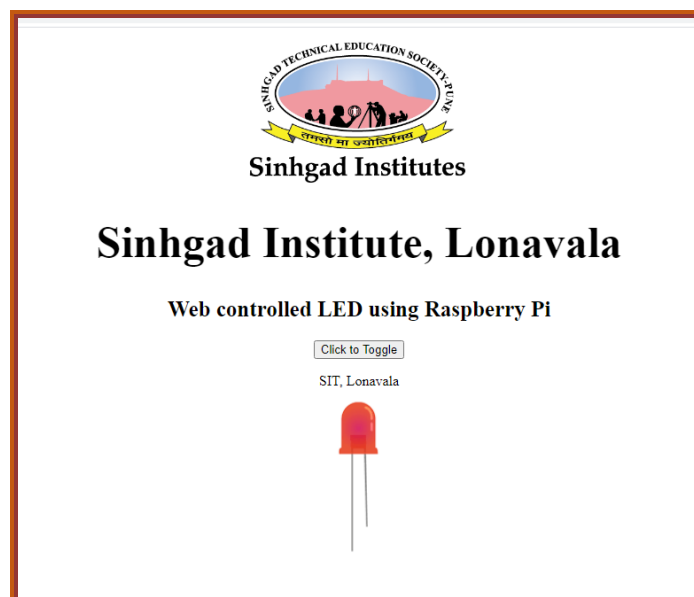 SINHGAD TECHNICAL EDUCATION SOCIETY-PUNE
तमसो मा ज्योतिर्गमय
Sinhgad Institutes
Sinhgad Institute, Lonavala
Web controlled LED using Raspberry Pi
Click to Toggle
SIT, Lonavala